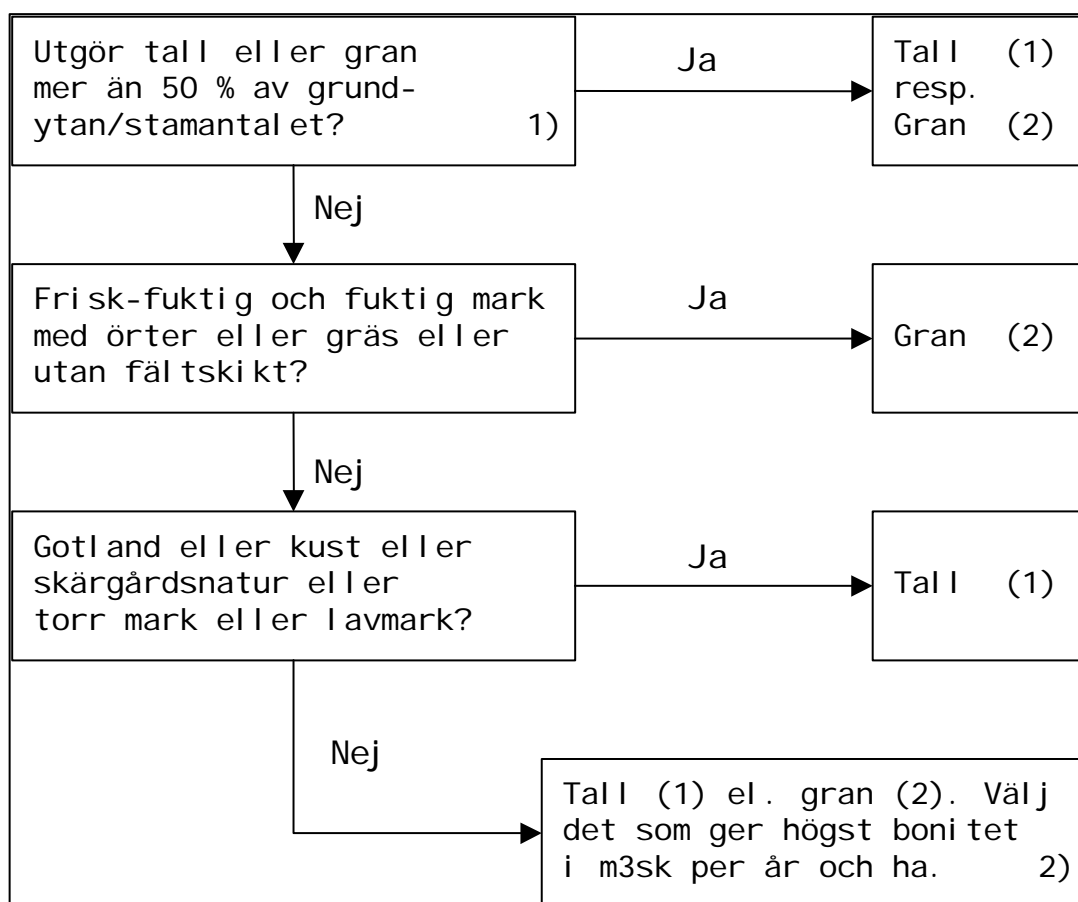 Utgör tall eller gran
mer än 50 % av grund-
ytan/stamantalet? 1)
Ja
Tall (1)
resp.
Gran (2)
Nej
Frisk-fuktig och fuktig mark
med örter eller gräs eller
utan fältskikt?
Ja
Gran (2)
Nej
Gotland eller kust eller
skärgårdsnatur eller
torr mark eller lavmark?
Ja
Tall (1)
Nej
Tall (1) el. gran (2). Välj
det som ger högst bonitet
i m3sk per år och ha. 2)